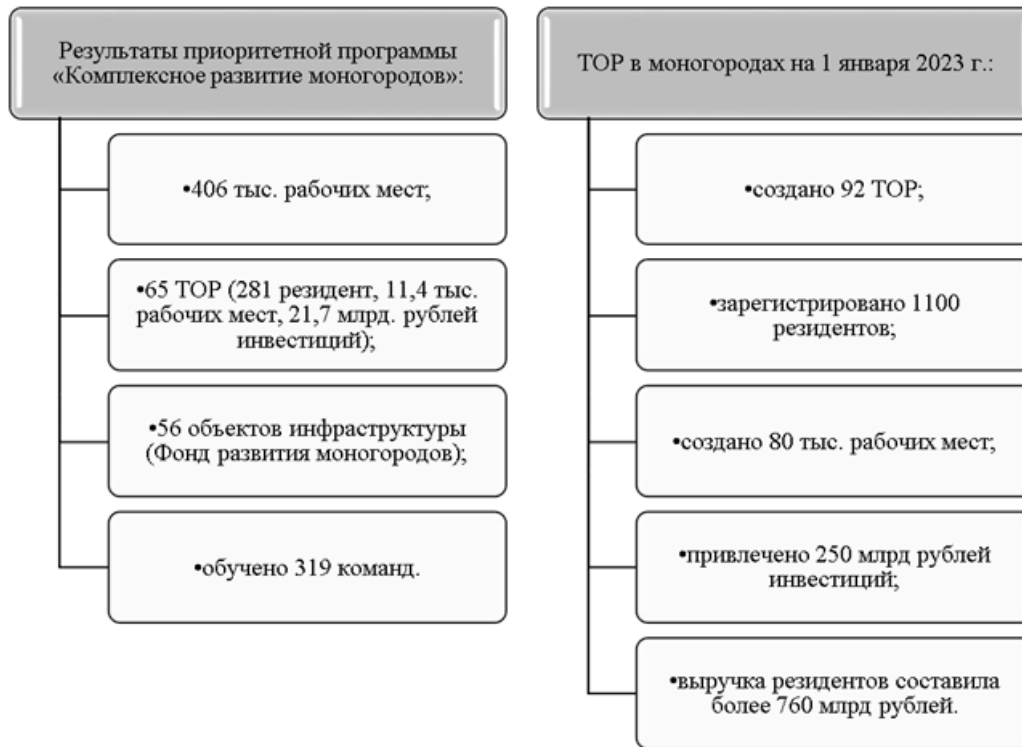 Результаты приоритетной программы
«Комплексное развитие моногородов»:
•406 тыс. рабочих мест;
•65 ТОР (281 резидент, 11,4 тыс.
рабочих мест, 21,7 млрд. рублей
инвестиций);
•56 объектов инфраструктуры
(Фонд развития моногородов);
•обучено 319 команд.
ТОР в моногородах на 1 января 2023 г.:
•создано 92 ТОР;
•зарегистрировано 1100
резидентов;
•создано 80 тыс. рабочих мест;
•привлечено 250 млрд рублей
инвестиций;
•выручка резидентов составила
более 760 млрд рублей.